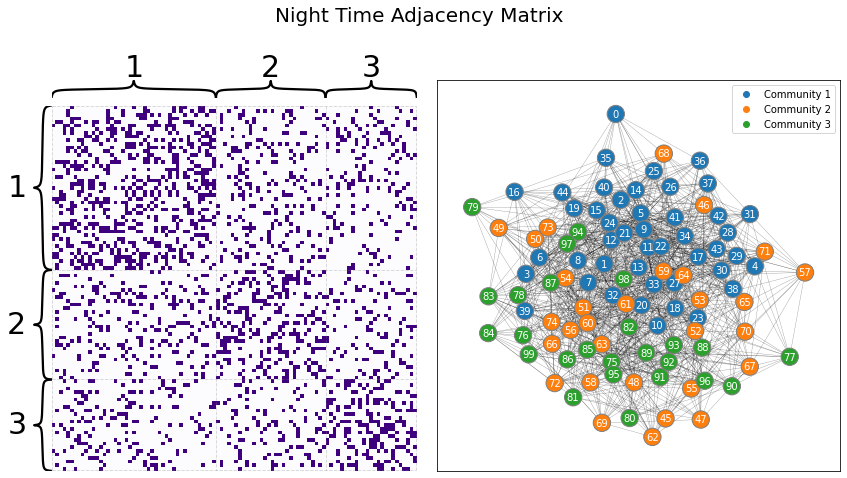 Night Time Adjacency Matrix
1 2 3
1
2
3
Community 1
Community 2
Community 3
0
35 68 36
25
16 44 40 14 26 37
2
79 19 15 5 46 42 31
49 73 94 24 21 9 41 28
50 97 12 11 22 34 43 71
6 8 1 13 59 17 29 4
3 54 98 64 30 57
87 7 33 27 38
83 78 32 61 20 53 65
39 51 18 23
84 76 74 56 60 82 10 52 70
66 85 63 93 88 77
99 86 75 89 92 67
72 58 95 48 91 55 96 90
81
69 80 45 47
62